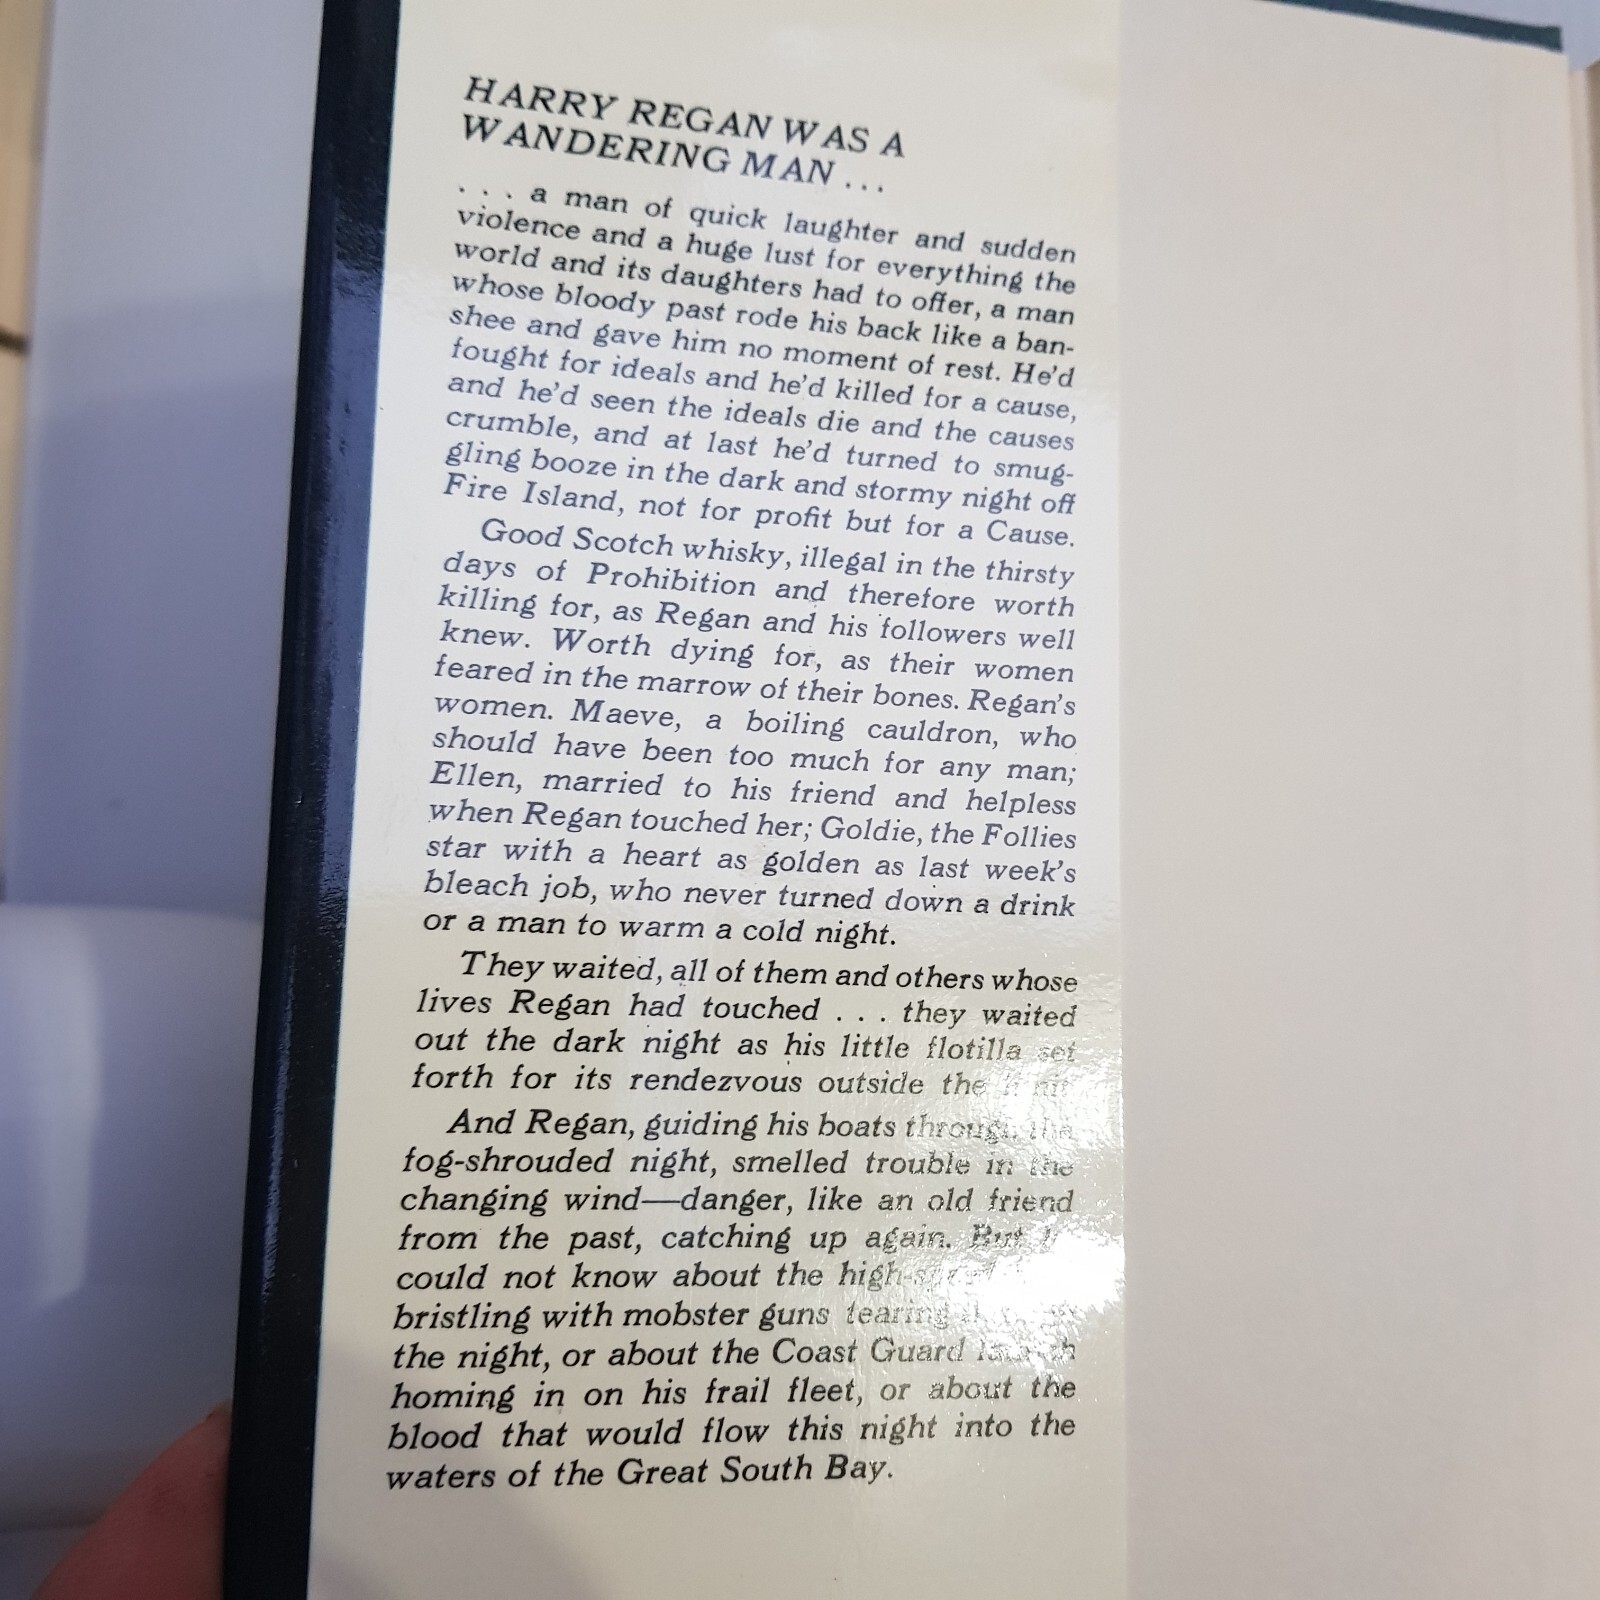 HARRY REGAN WAS A
WANDERING MAN ...
. . . a man of quick laughter and sudden
violence and a huge lust for everything the
world and its daughters had to offer, a man
whose bloody past rode his back like a ban-
shee and gave him no moment of rest. He'd
fought for ideals and he'd killed for a cause,
and he'd seen the ideals die and the causes
crumble, and at last he'd turned to smug-
gling booze in the dark and stormy night off
Fire Island, not for profit but for a Cause.
Good Scotch whisky, illegal in the thirsty
days of Prohibition and therefore worth
killing for, as Regan and his followers well
knew. Worth dying for, as their women
feared in the marrow of their bones. Regan's
women. Maeve, a boiling cauldron, who
should have been too much for any man;
Ellen, married to his friend and helpless
when Regan touched her; Goldie, the Follies
star with a heart as golden as last week's
bleach job, who never turned down a drink
or a man to warm a cold night.
They waited, all of them and others whose
lives Regan had touched . . . they waited
out the dark night as his little flotilla set
forth for its rendezvous outside the
And Regan, guiding his boats through the
fog-shrouded night, smelled trouble in the
changing wind—danger, like an old friend
from the past, catching up again. But
could not know about the
bristling with mobster guns tearing
the night, or about the Coast Guard
homing in on his frail fleet, or about the
blood that would flow this night into the
waters of the Great South Bay.